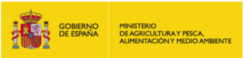 GOBIERNO
DE ESPAÑA
MINISTERIO
DE AGRICULTURA Y PESCA,
ALIMENTACIÓN Y MEDIO AMBIENTE